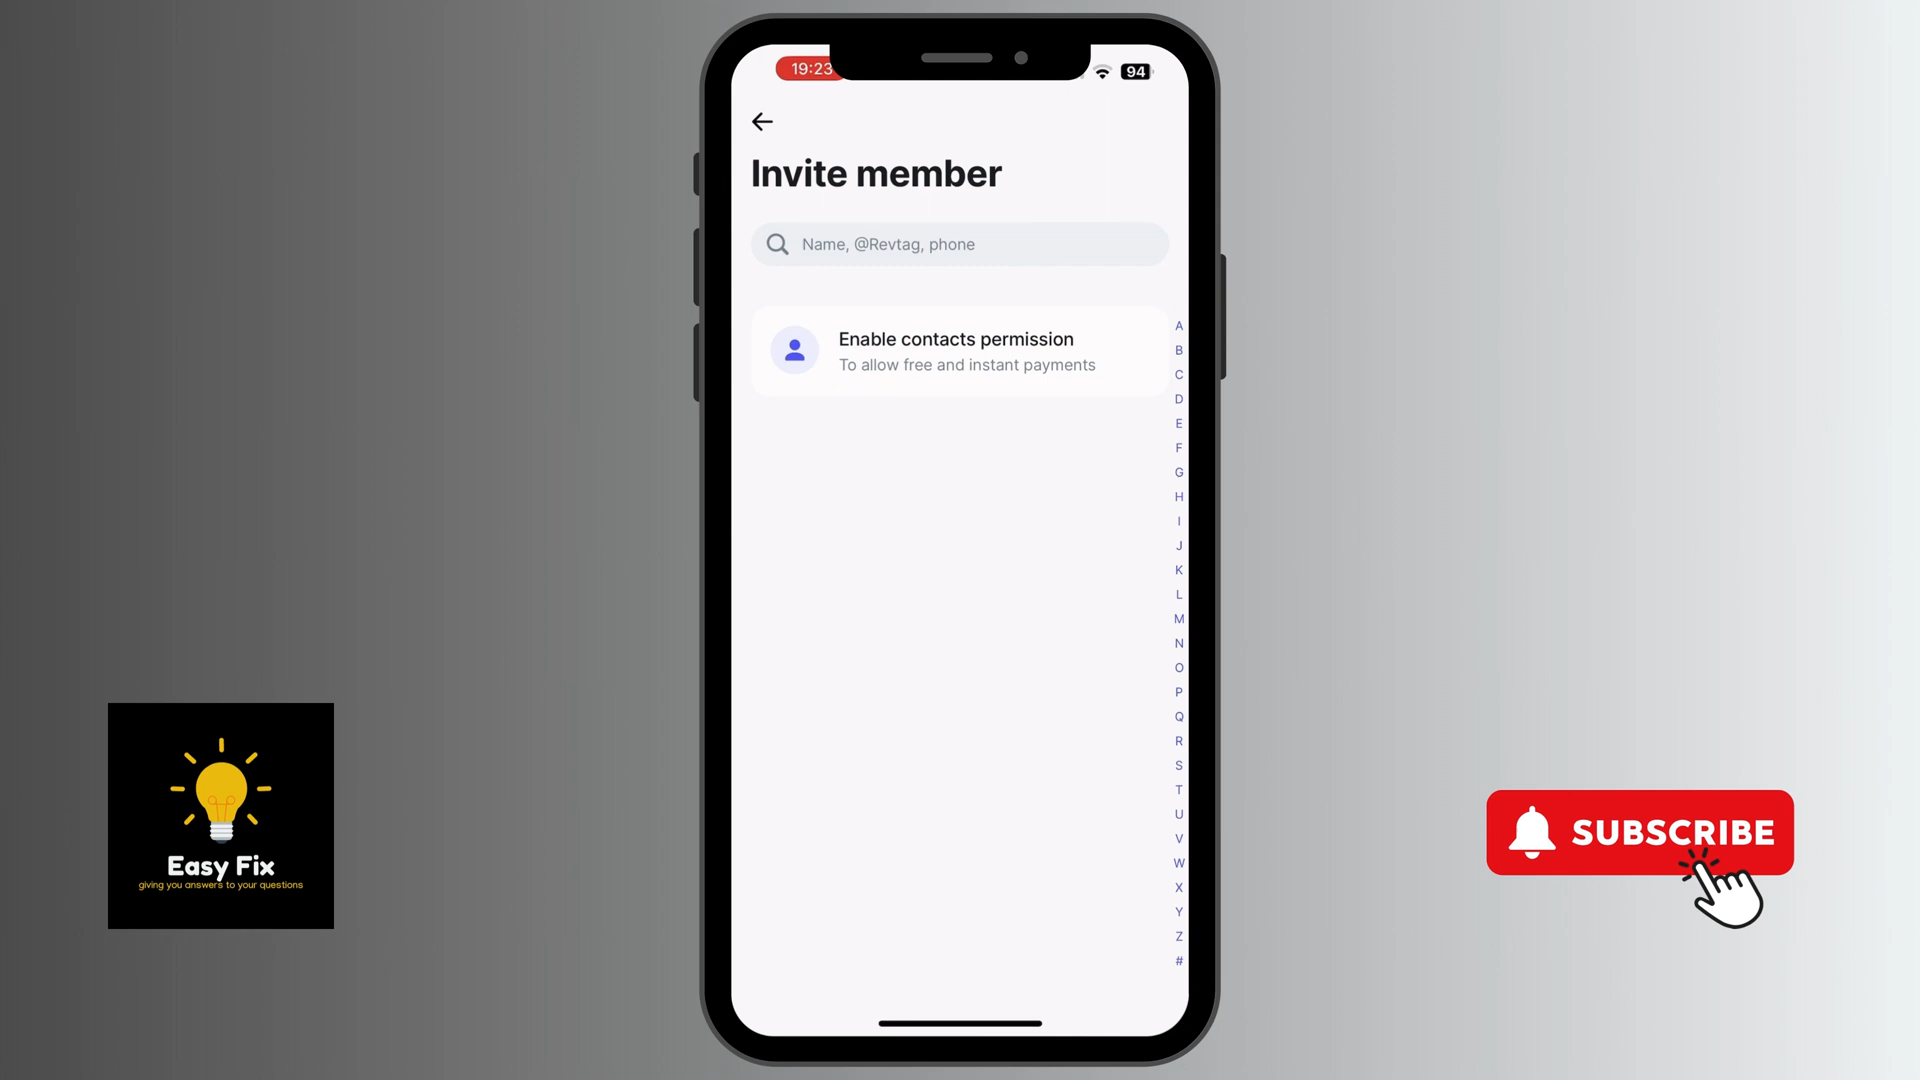 19:23
94
Invite member
Name, @Revtag, phone
Enable contacts permission
To allow free and instant payments
A
B
C
D
E
F
G
H
I
J
K
L
M
N
O
P
Q
R
S
T
U
V
W
X
Y
Z
#
Easy Fix
giving you answers to your questions
SUBSCRIBE